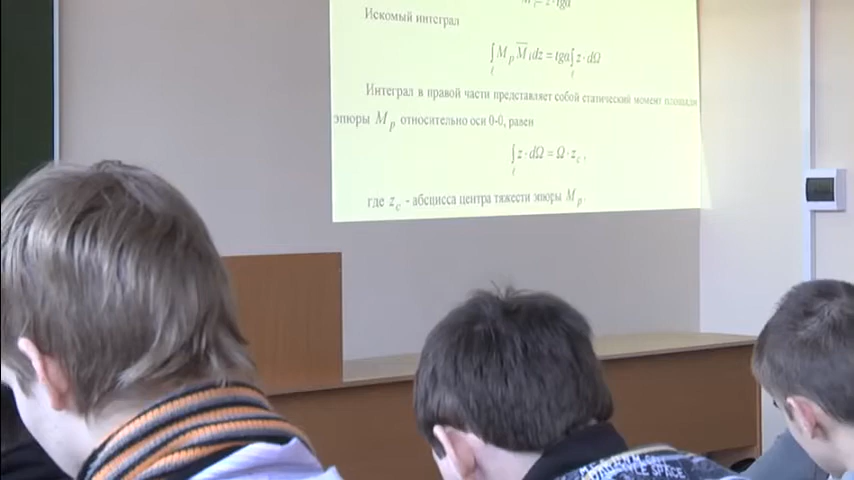 Искомый интеграл
∫ M_p M̅_i dz = tgα ∫ z · dΩ
ℓ ℓ
Интеграл в правой части представляет собой статический момент площади
эпюры M_p относительно оси 0-0, равен
∫ z · dΩ = Ω · z_c ,
ℓ
где z_c - абсцисса центра тяжести эпюры M_p.
SPACE